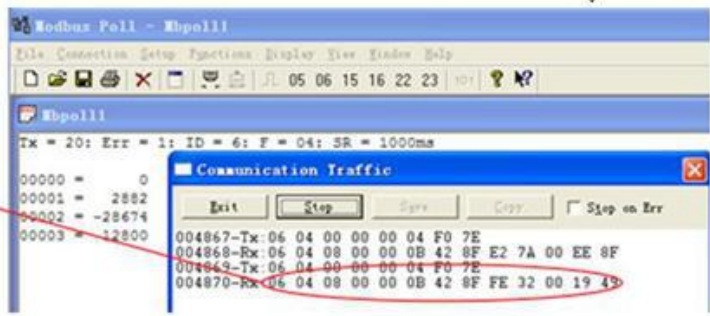 Modbus Poll - Mbpoll1
File Connection Setup Functions Display View Window Help
05 06 15 16 22 23 101
Mbpoll1
Tx = 20: Err = 1: ID = 6: F = 04: SR = 1000ms
00000 = 0
00001 = 2882
00002 = -28674
00003 = 12800
Communication Traffic
Exit Stop Save Copy Stop on Err
004867-Tx:06 04 00 00 00 04 F0 7E
004868-Rx:06 04 08 00 00 0B 42 8F E2 7A 00 EE 8F
004869-Tx:06 04 00 00 00 04 F0 7E
004870-Rx:06 04 08 00 00 0B 42 8F FE 32 00 19 49